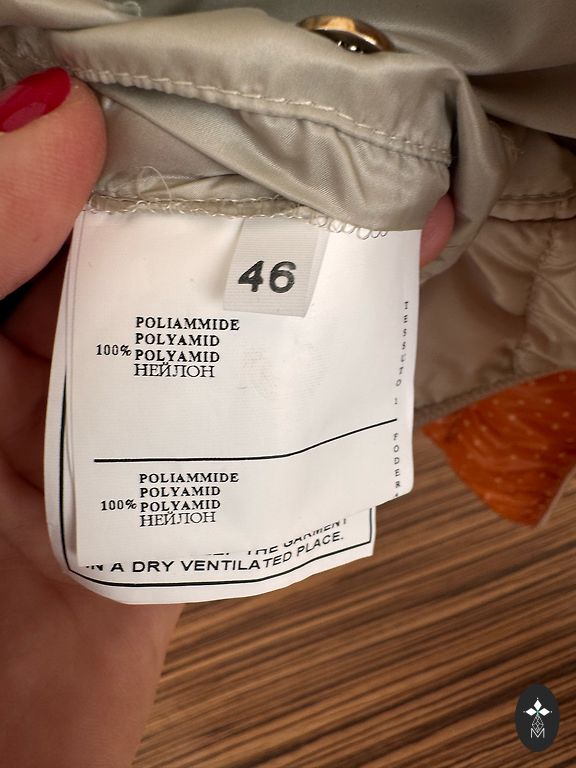 46
POLIAMMIDE
POLYAMID
100% POLYAMID
НЕЙЛОН
TESSUTO 1
POLIAMMIDE
POLYAMID
100% POLYAMID
НЕЙЛОН
FODER
THE GARMENT
IN A DRY VENTILATED PLACE.
M